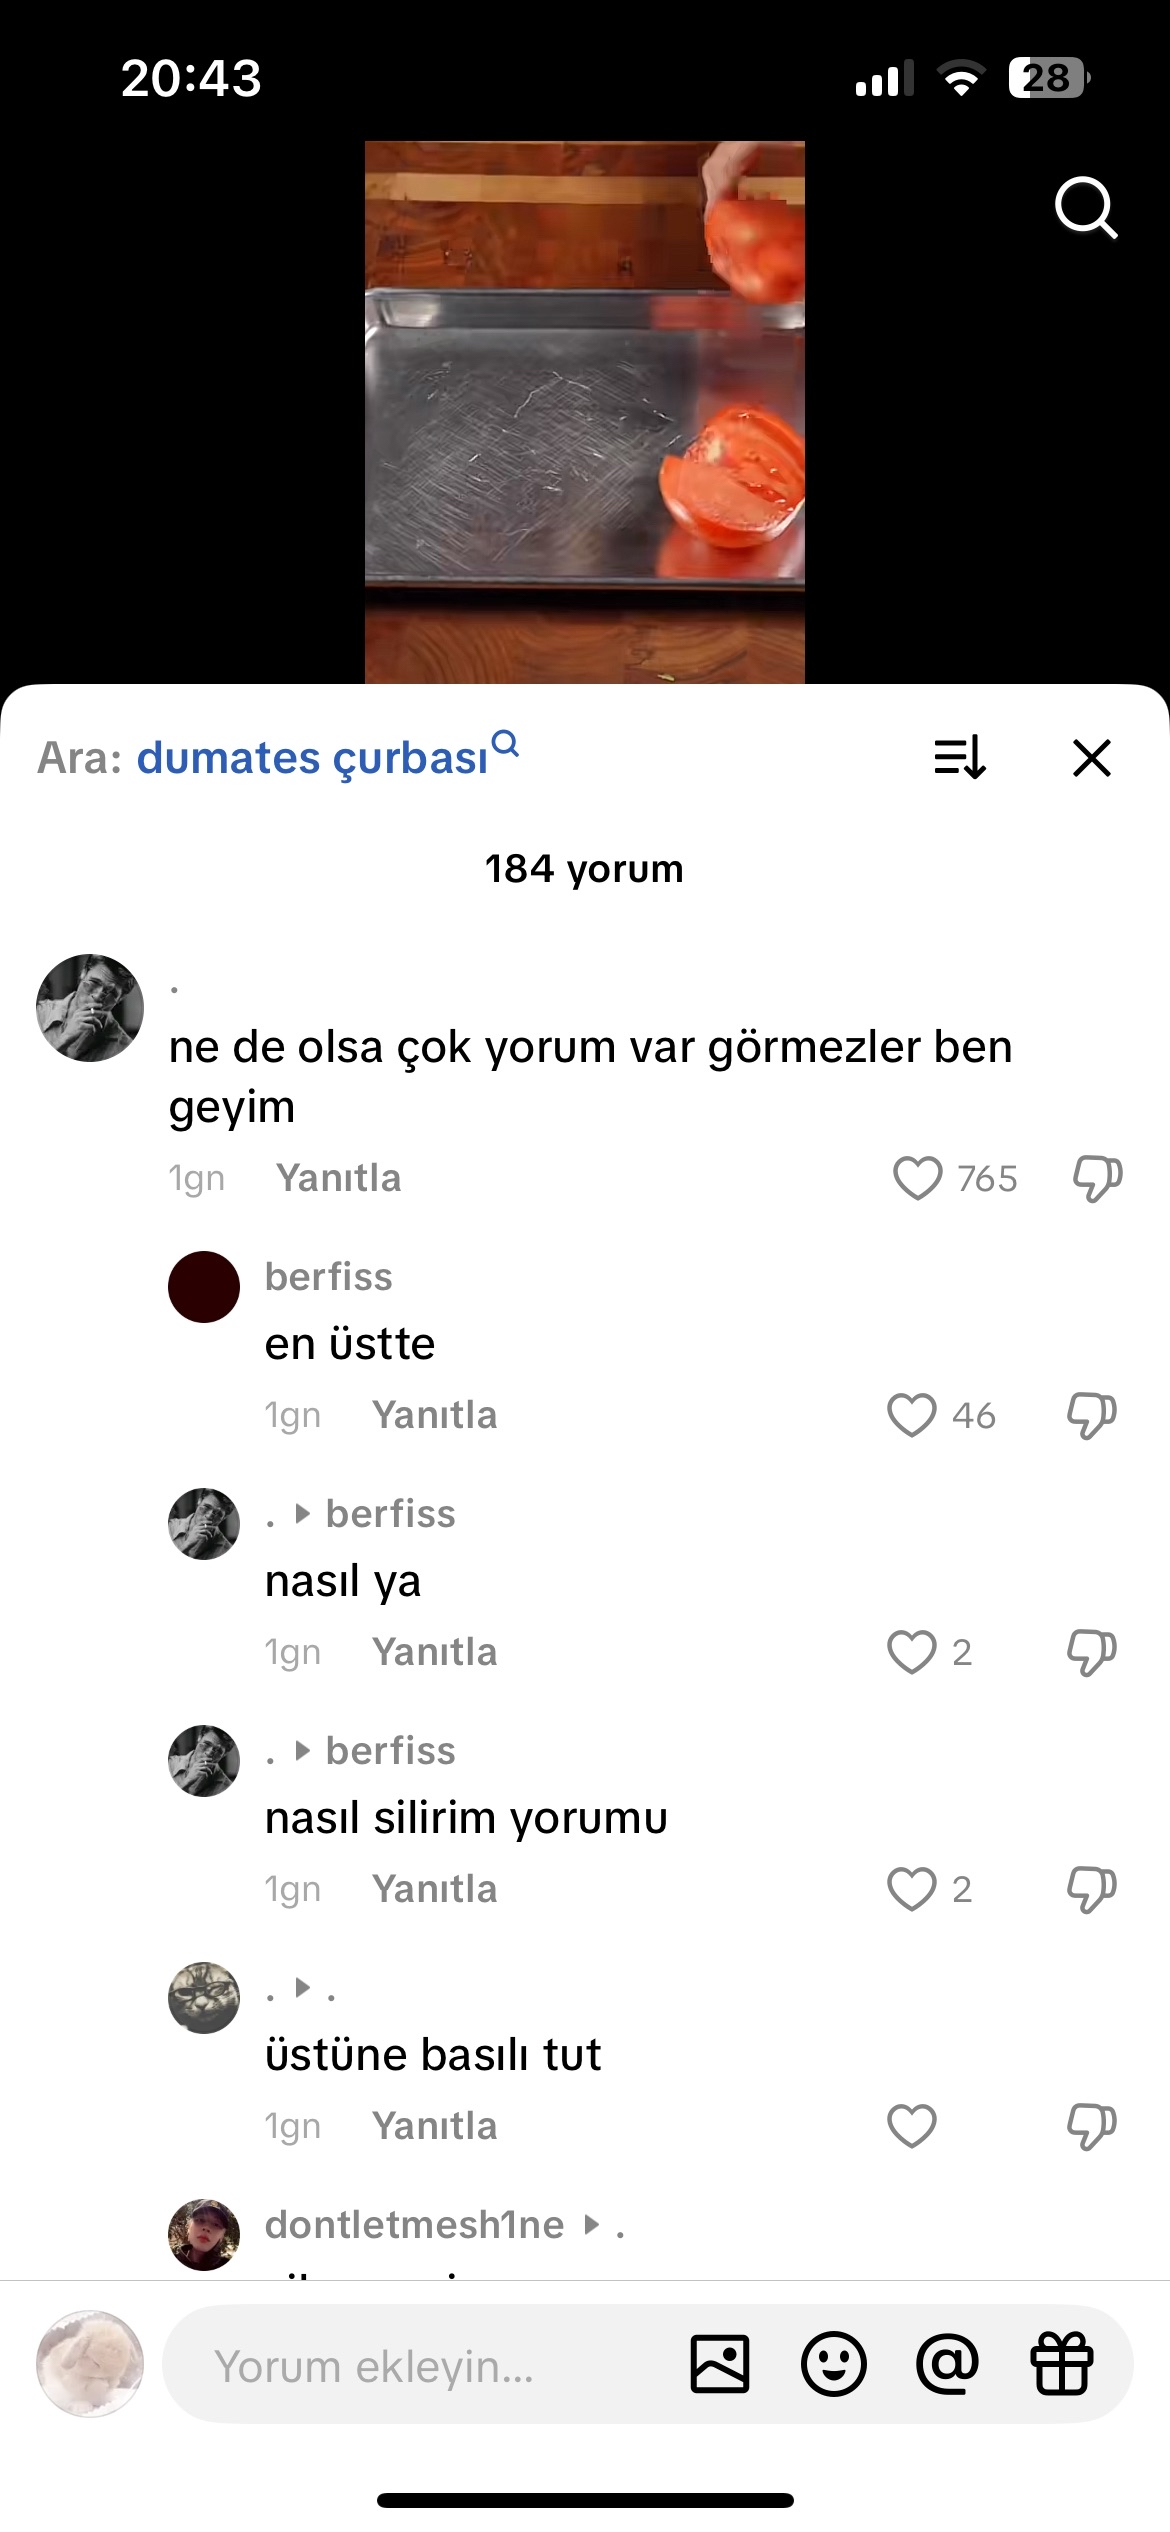 20:43
28
Ara: dumates çurbası
184 yorum
.
ne de olsa çok yorum var görmezler ben
geyim
1gn Yanıtla 765
berfiss
en üstte
1gn Yanıtla 46
. ▶ berfiss
nasıl ya
1gn Yanıtla 2
. ▶ berfiss
nasıl silirim yorumu
1gn Yanıtla 2
. ▶ .
üstüne basılı tut
1gn Yanıtla
dontletmesh1ne ▶ .
Yorum ekleyin...